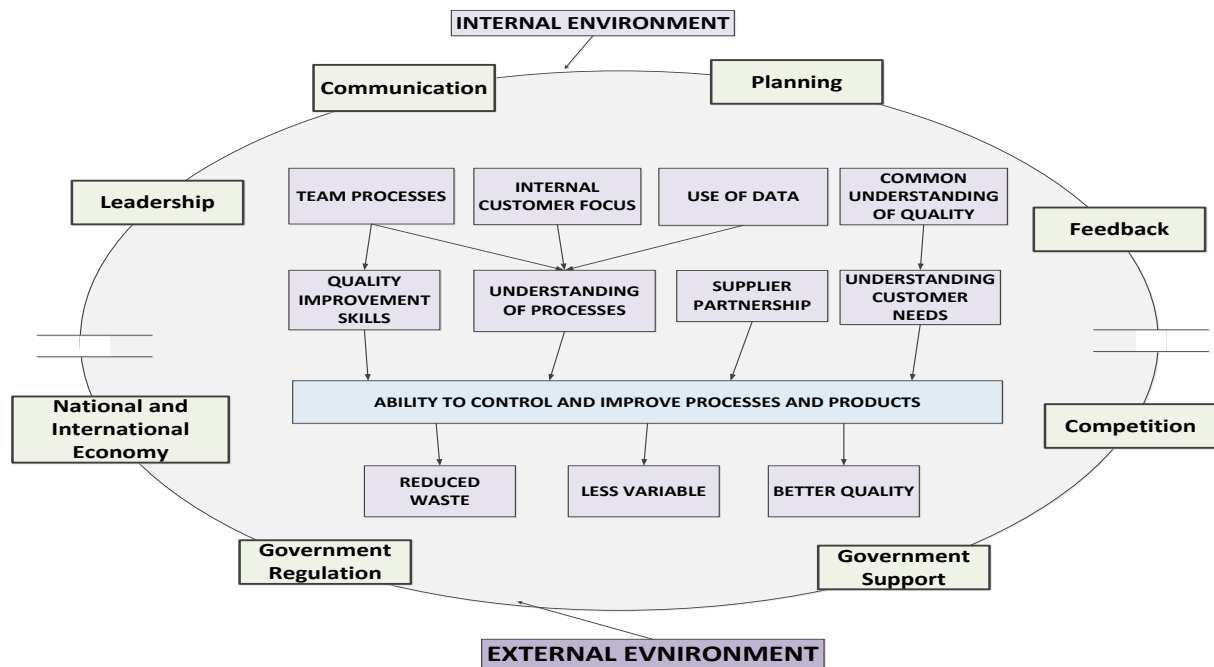 INTERNAL ENVIRONMENT
Communication
Planning
Leadership
TEAM PROCESSES
INTERNAL
CUSTOMER FOCUS
USE OF DATA
COMMON
UNDERSTANDING
OF QUALITY
Feedback
QUALITY
IMPROVEMENT
SKILLS
UNDERSTANDING
OF PROCESSES
SUPPLIER
PARTNERSHIP
UNDERSTANDING
CUSTOMER
NEEDS
National and
International
Economy
ABILITY TO CONTROL AND IMPROVE PROCESSES AND PRODUCTS
Competition
REDUCED
WASTE
LESS VARIABLE
BETTER QUALITY
Government
Regulation
Government
Support
EXTERNAL EVNIRONMENT